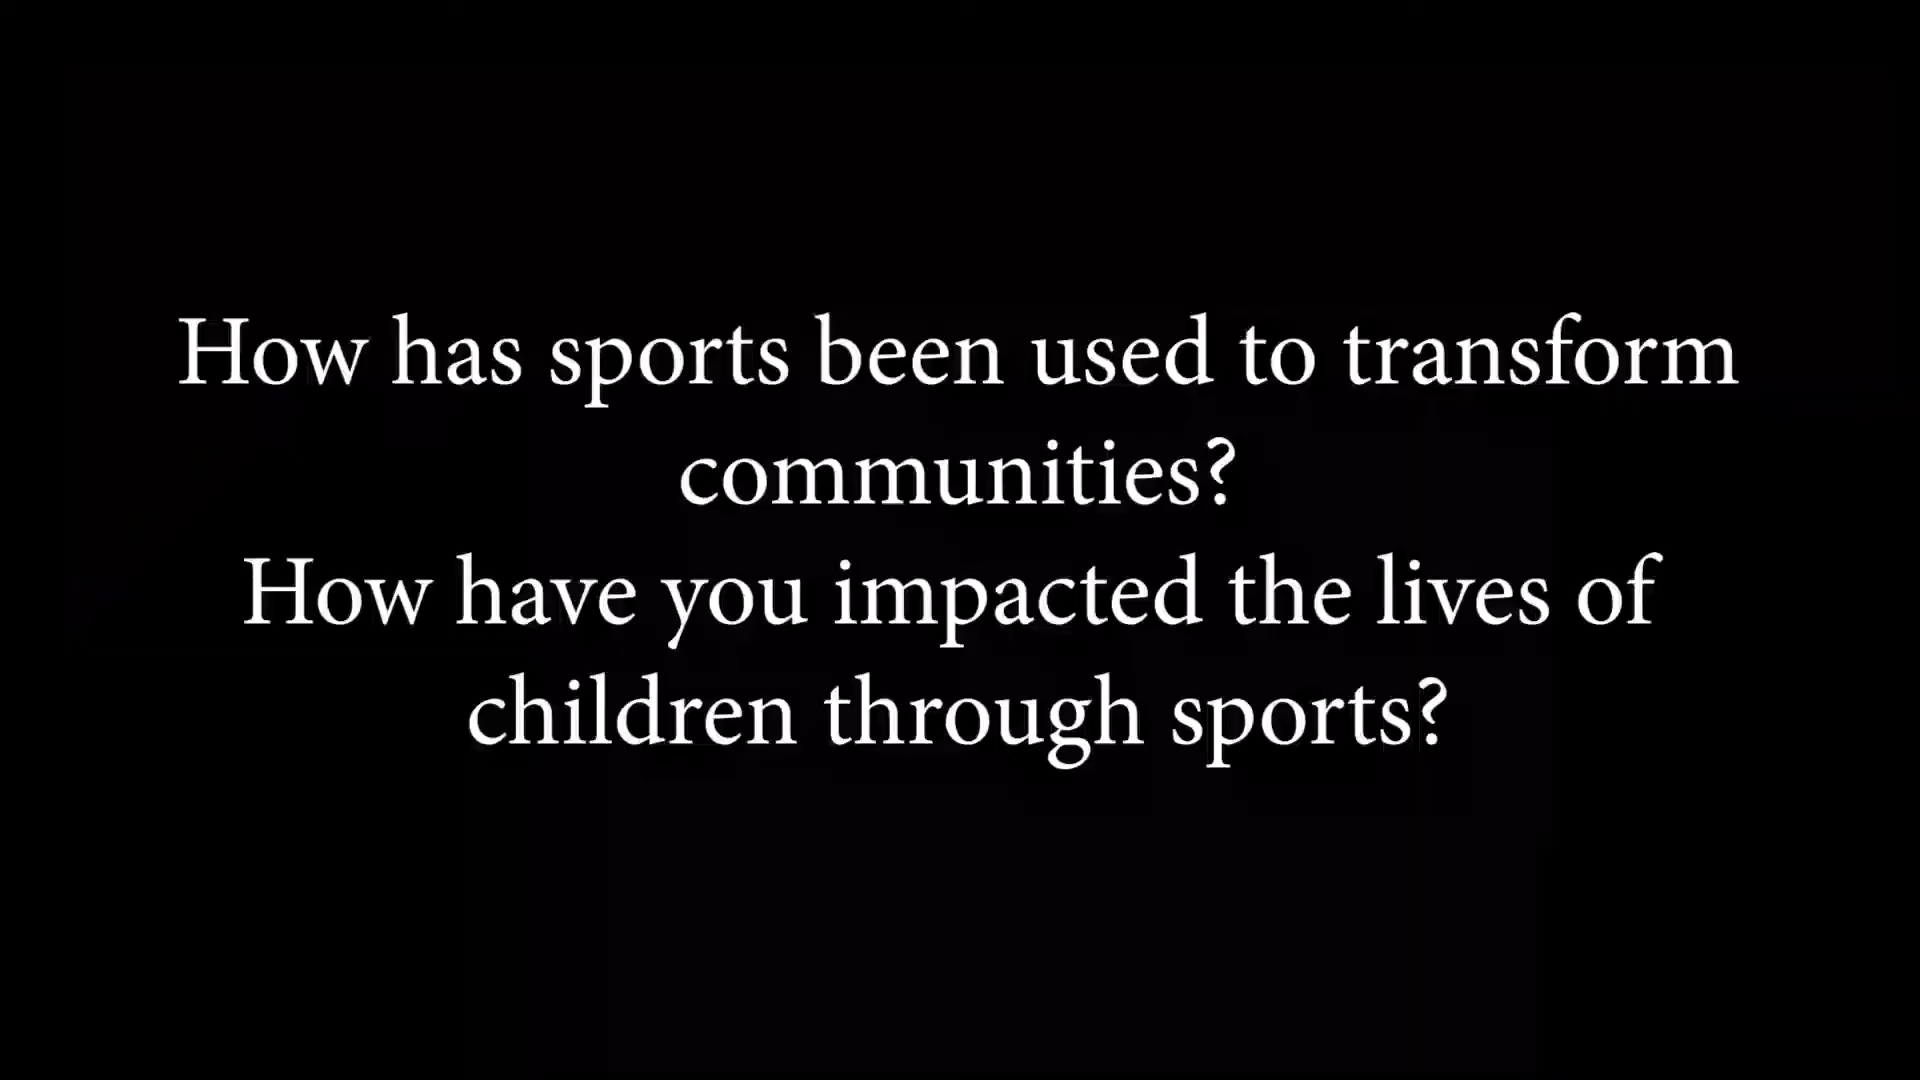 How has sports been used to transform
communities?
How have you impacted the lives of
children through sports?